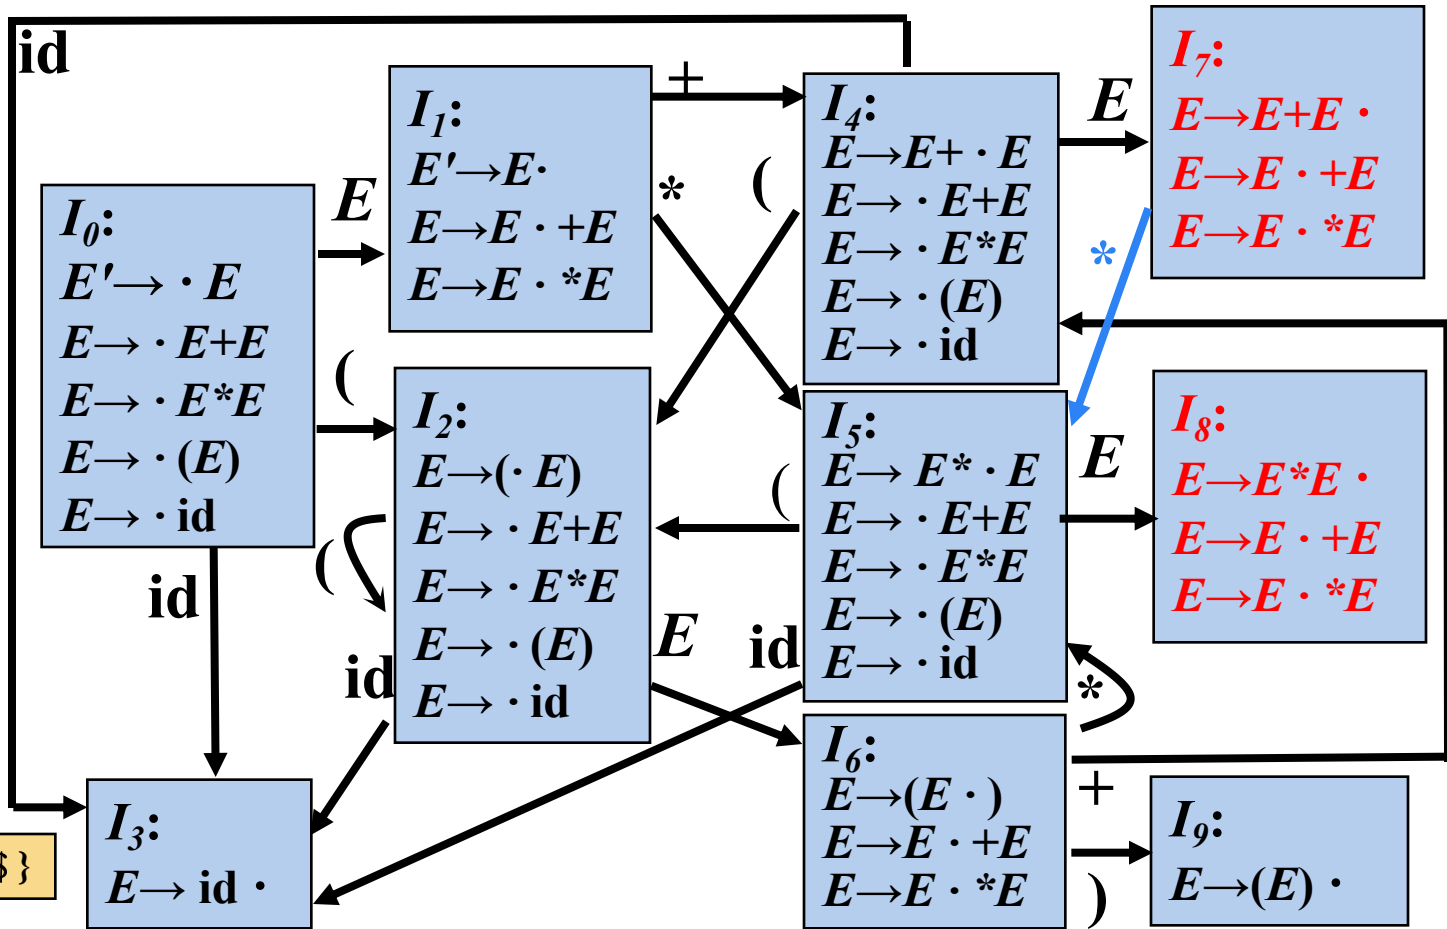 id
I₇:
E→E+E ·
E→E · +E
E→E · *E
+
I₁:
E'→E·
E→E · +E
E→E · *E
I₄:
E→E+ · E
E→ · E+E
E→ · E*E
E→ · (E)
E→ · id
E
(
*
E
*
I₀:
E'→ · E
E→ · E+E
E→ · E*E
E→ · (E)
E→ · id
(
I₂:
E→(· E)
E→ · E+E
E→ · E*E
E→ · (E)
E→ · id
(
I₅:
E→ E* · E
E→ · E+E
E→ · E*E
E→ · (E)
E→ · id
E
I₈:
E→E*E ·
E→E · +E
E→E · *E
(
id
id
E
id
*
I₆:
E→(E · )
E→E · +E
E→E · *E
+
)
I₉:
E→(E) ·
I₃:
E→ id ·
$ }